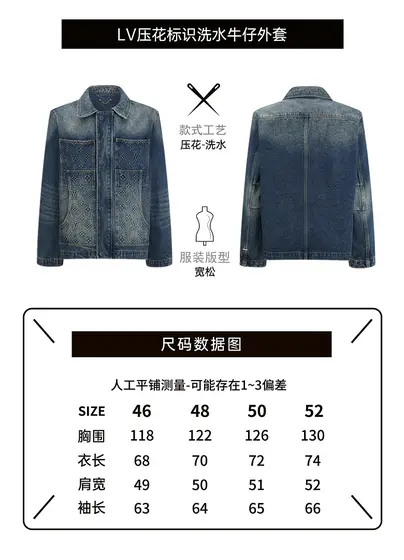 LV压花标识洗水牛仔外套
款式工艺
压花-洗水
服装版型
宽松
尺码数据图
人工平铺测量-可能存在1~3偏差
SIZE 46 48 50 52
胸围 118 122 126 130
衣长 68 70 72 74
肩宽 49 50 51 52
袖长 63 64 65 66